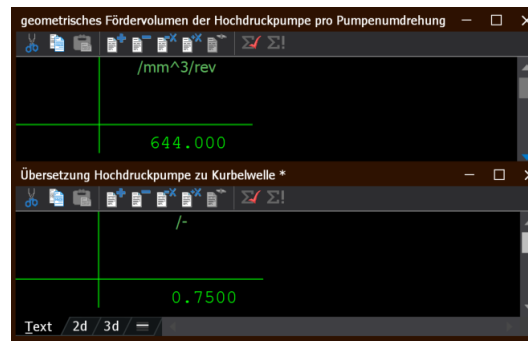 geometrisches Fördervolumen der Hochdruckpumpe pro Pumpenumdrehung
/mm^3/rev
644.000
Übersetzung Hochdruckpumpe zu Kurbelwelle *
/-
0.7500
Text 2d 3d